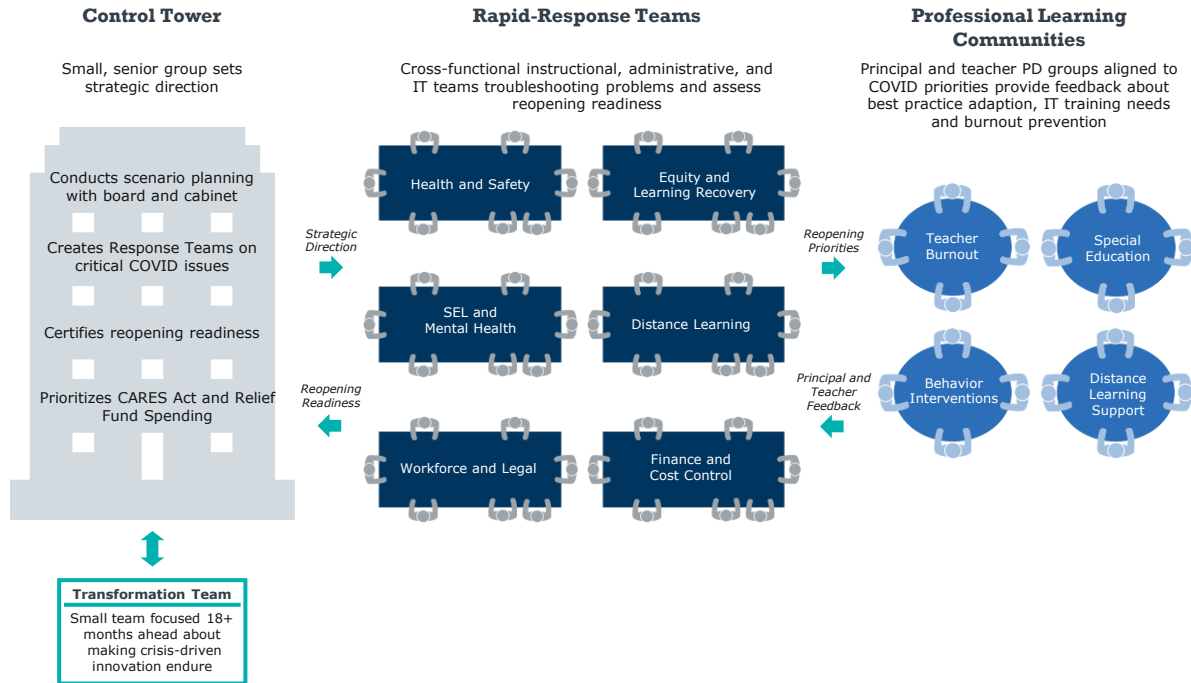 Control Tower
Small, senior group sets
strategic direction
Conducts scenario planning
with board and cabinet
Creates Response Teams on
critical COVID issues
Certifies reopening readiness
Prioritizes CARES Act and Relief
Fund Spending
Transformation Team
Small team focused 18+
months ahead about
making crisis-driven
innovation endure
Strategic
Direction
Reopening
Readiness
Rapid-Response Teams
Cross-functional instructional, administrative, and
IT teams troubleshooting problems and assess
reopening readiness
Health and Safety
Equity and
Learning Recovery
SEL and
Mental Health
Distance Learning
Workforce and Legal
Finance and
Cost Control
Reopening
Priorities
Principal and
Teacher
Feedback
Professional Learning
Communities
Principal and teacher PD groups aligned to
COVID priorities provide feedback about
best practice adaption, IT training needs
and burnout prevention
Teacher
Burnout
Special
Education
Behavior
Interventions
Distance
Learning
Support